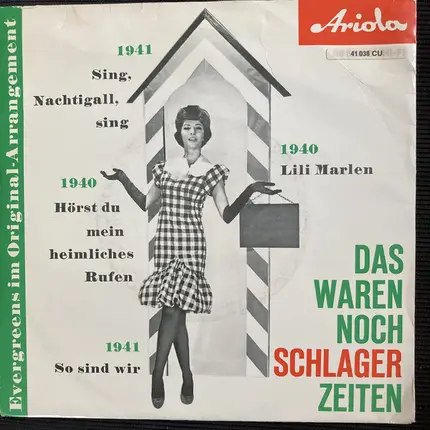 Ariola
41 038 CU
Evergreens im Original-Arrangement
1941
Sing,
Nachtigall,
sing
1940
Lili Marlen
1940
Hörst du
mein
heimliches
Rufen
1941
So sind wir
DAS
WAREN
NOCH
SCHLAGER
ZEITEN